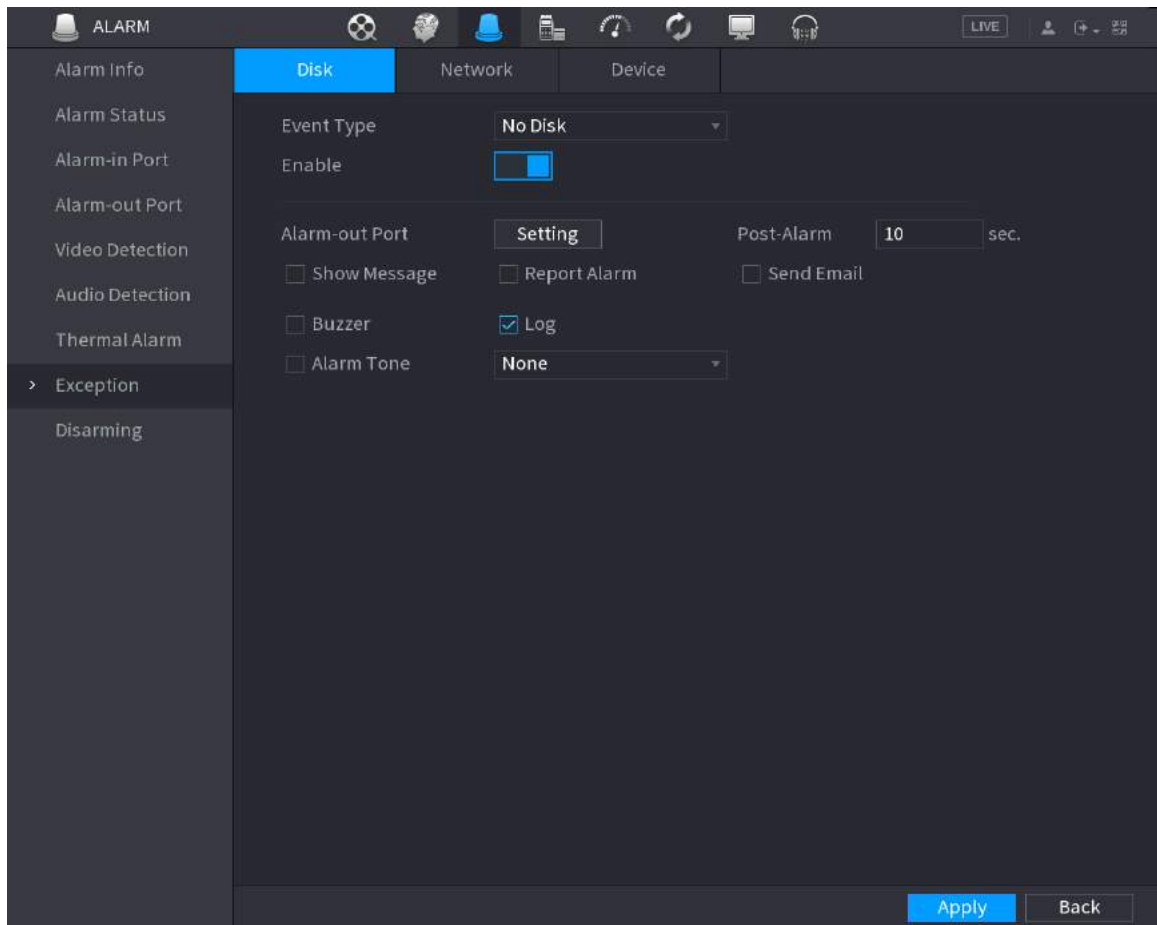 ALARM
LIVE
Alarm Info
Alarm Status
Alarm-in Port
Alarm-out Port
Video Detection
Audio Detection
Thermal Alarm
> Exception
Disarming
Disk Network Device
Event Type No Disk
Enable
Alarm-out Port Setting Post-Alarm 10 sec.
Show Message Report Alarm Send Email
Buzzer Log
Alarm Tone None
Apply Back